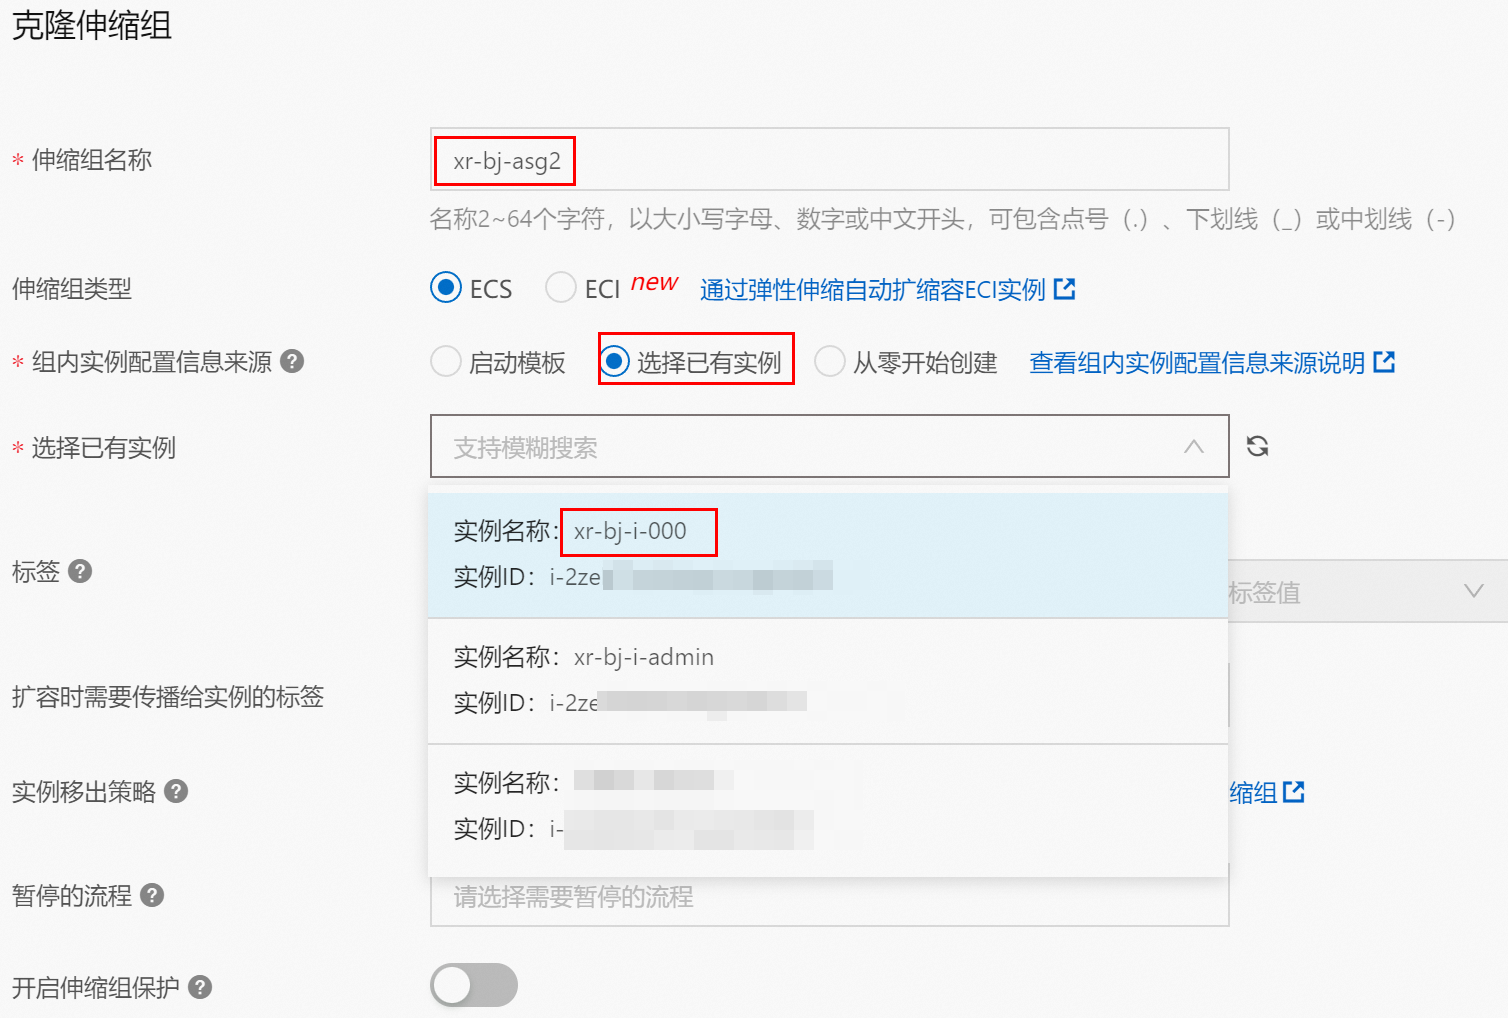 克隆伸缩组
* 伸缩组名称
xr-bj-asg2
名称2~64个字符，以大小写字母、数字或中文开头，可包含点号（.）、下划线（_）或中划线（-）
伸缩组类型
ECS ECI new 通过弹性伸缩自动扩缩容ECI实例
* 组内实例配置信息来源 ?
启动模板 选择已有实例 从零开始创建 查看组内实例配置信息来源说明
* 选择已有实例
支持模糊搜索
实例名称：xr-bj-i-000
实例ID：i-2ze
标签 ?
标签值
实例名称：xr-bj-i-admin
实例ID：i-2ze
扩容时需要传播给实例的标签
实例名称：
实例ID：i-
实例移出策略 ?
缩组
暂停的流程 ?
请选择需要暂停的流程
开启伸缩组保护 ?